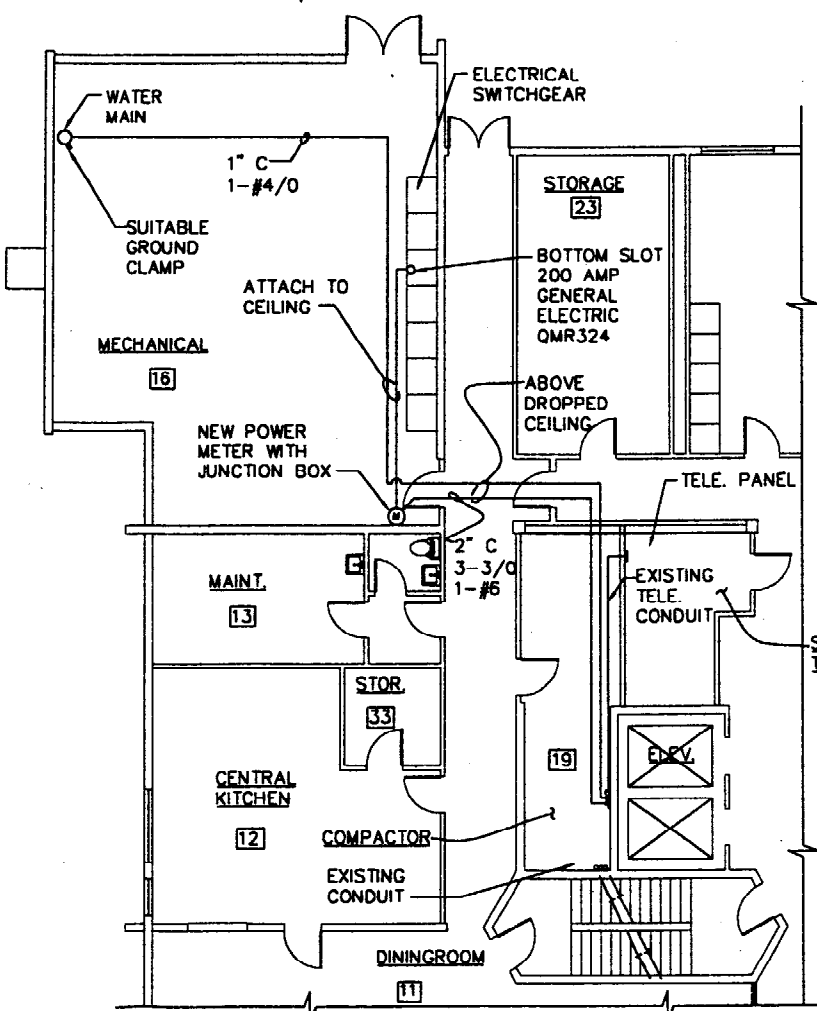 ELECTRICAL
SWITCHGEAR
WATER
MAIN
1" C
1-#4/0
STORAGE
23
SUITABLE
GROUND
CLAMP
BOTTOM SLOT
200 AMP
GENERAL
ELECTRIC
QMR324
ATTACH TO
CEILING
MECHANICAL
16
ABOVE
DROPPED
CEILING
NEW POWER
METER WITH
JUNCTION BOX
TELE. PANEL
M
2" C
3-3/0
1-#6
MAINT.
13
EXISTING
TELE.
CONDUIT
STOR.
33
19
ELEV.
CENTRAL
KITCHEN
12
COMPACTOR
EXISTING
CONDUIT
DININGROOM
11